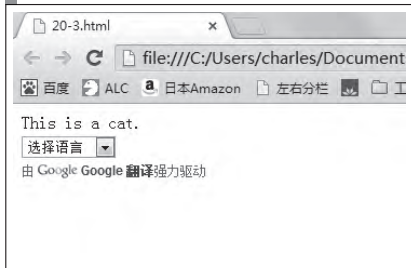 20-3.html ×
file:///C:/Users/charles/Document
百度 ALC 日本Amazon 左右分栏
This is a cat.
选择语言
由 Google Google 翻译强力驱动